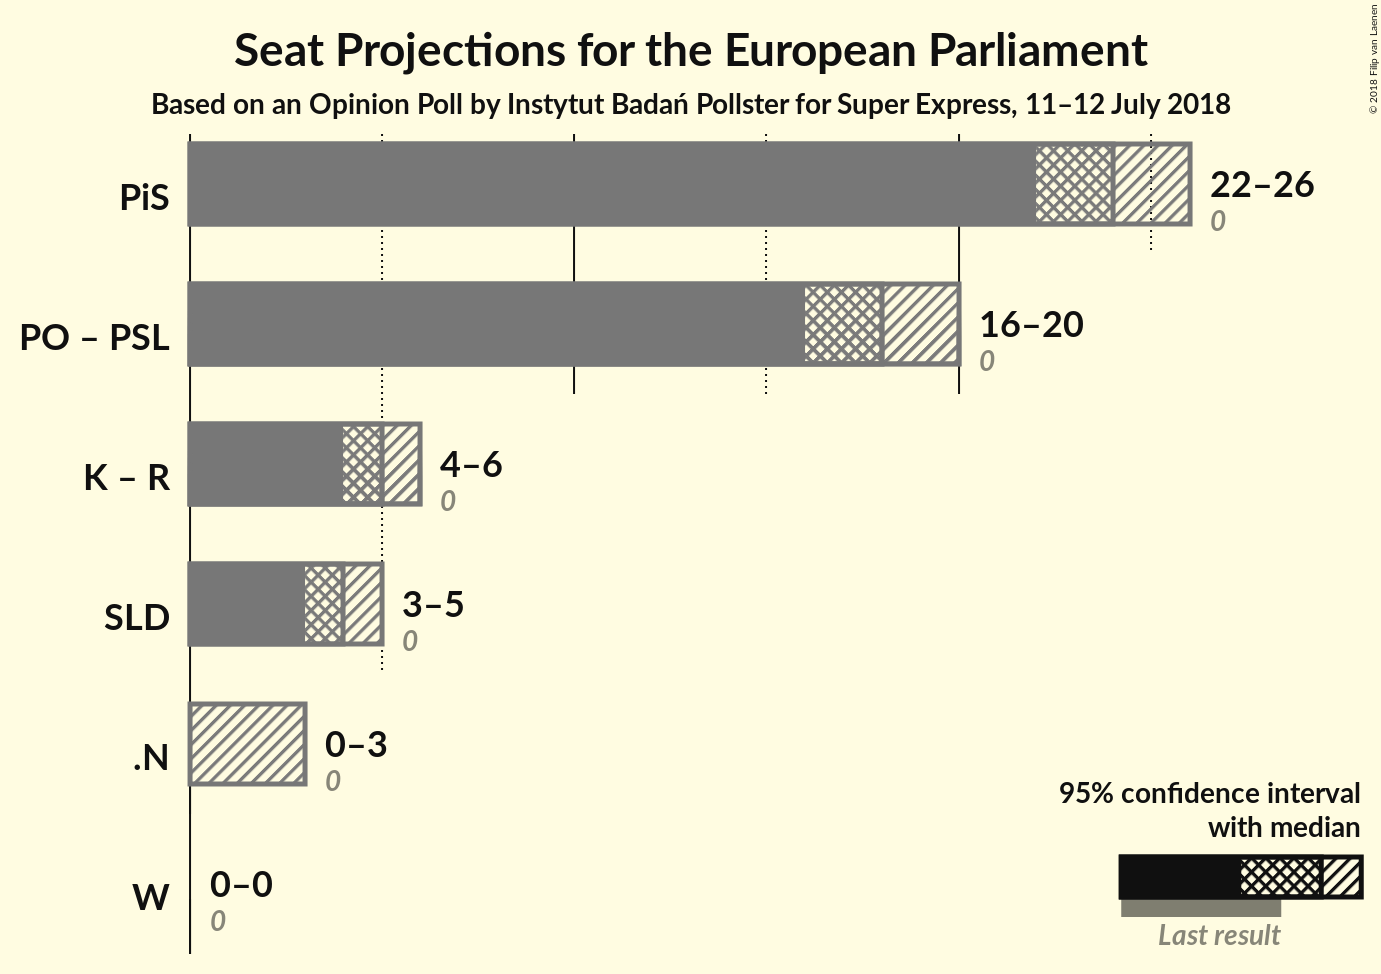 Seat Projections for the European Parliament
Based on an Opinion Poll by Instytut Badań Pollster for Super Express, 11–12 July 2018
© 2018 Filip van Laenen
PiS
22–26
0
PO – PSL
16–20
0
K – R
4–6
0
SLD
3–5
0
.N
0–3
0
W
0–0
0
95% confidence interval
with median
Last result